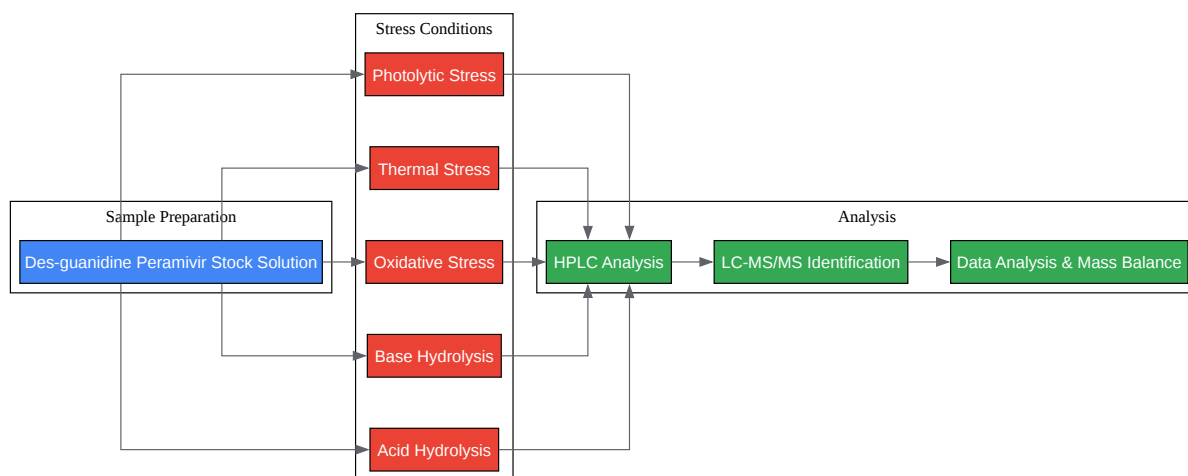 Stress Conditions
Photolytic Stress
Thermal Stress
Sample Preparation
Analysis
Des-guanidine Peramivir Stock Solution
Oxidative Stress
HPLC Analysis
LC-MS/MS Identification
Data Analysis & Mass Balance
Base Hydrolysis
Acid Hydrolysis